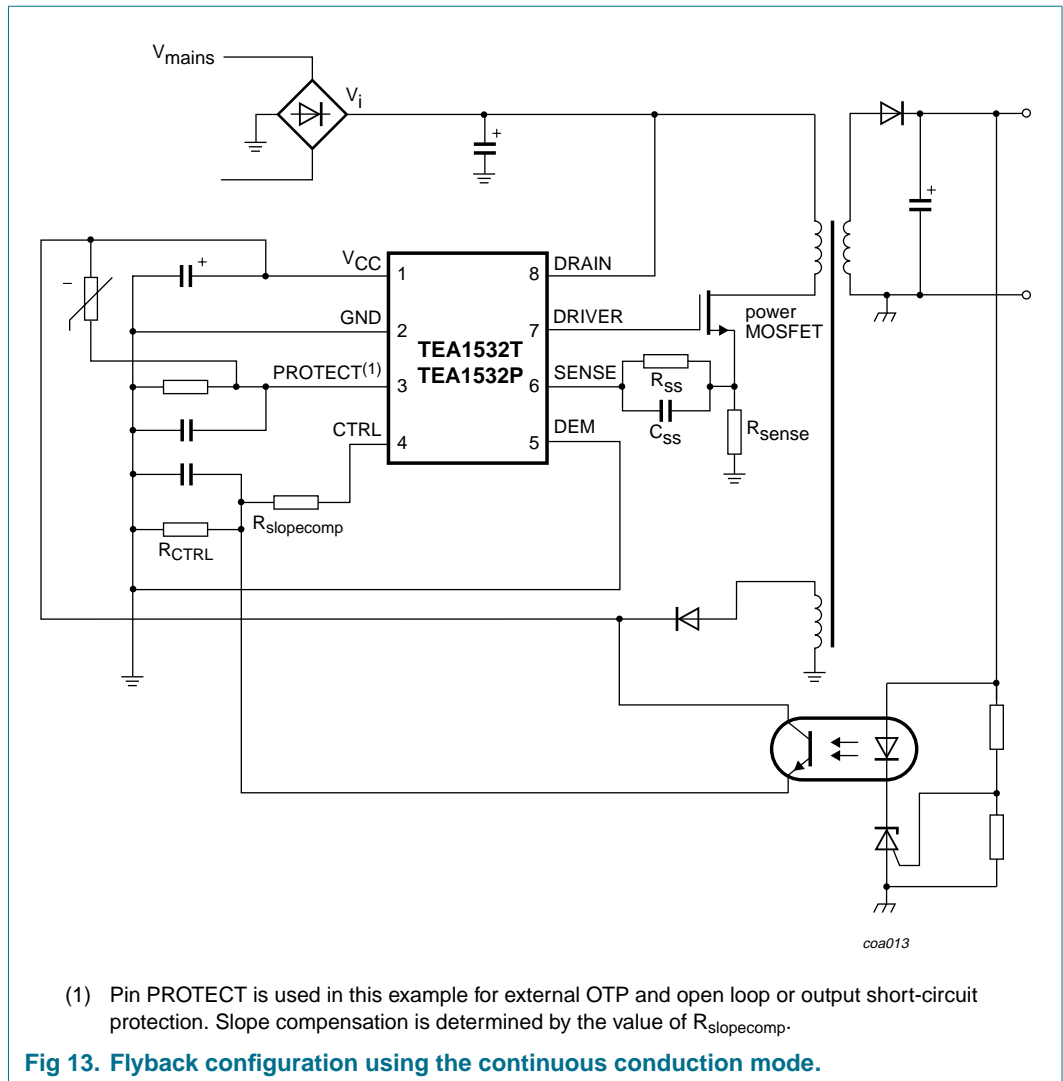 Vmains
Vi
+
+
+
−
VCC
1
8
DRAIN
GND
2
7
DRIVER
power
MOSFET
TEA1532T
TEA1532P
PROTECT(1)
3
6
SENSE
Rss
Css
Rsense
CTRL
4
5
DEM
Rslopecomp
RCTRL
coa013
(1) Pin PROTECT is used in this example for external OTP and open loop or output short-circuit
protection. Slope compensation is determined by the value of Rslopecomp.
Fig 13. Flyback configuration using the continuous conduction mode.